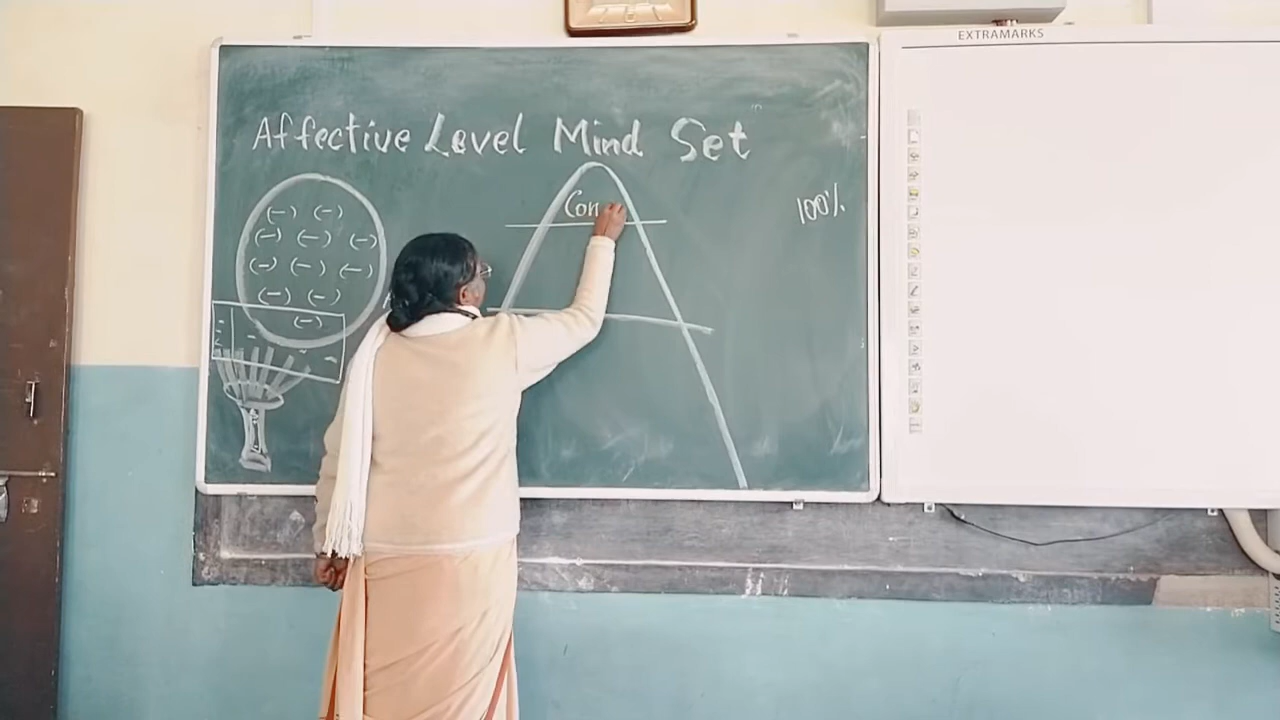 EXTRAMARKS
Affective Level Mind Set
(-) (-)
(-) (-) (-)
(-) (-) (-)
(-) (-)
(-)
Con
100%